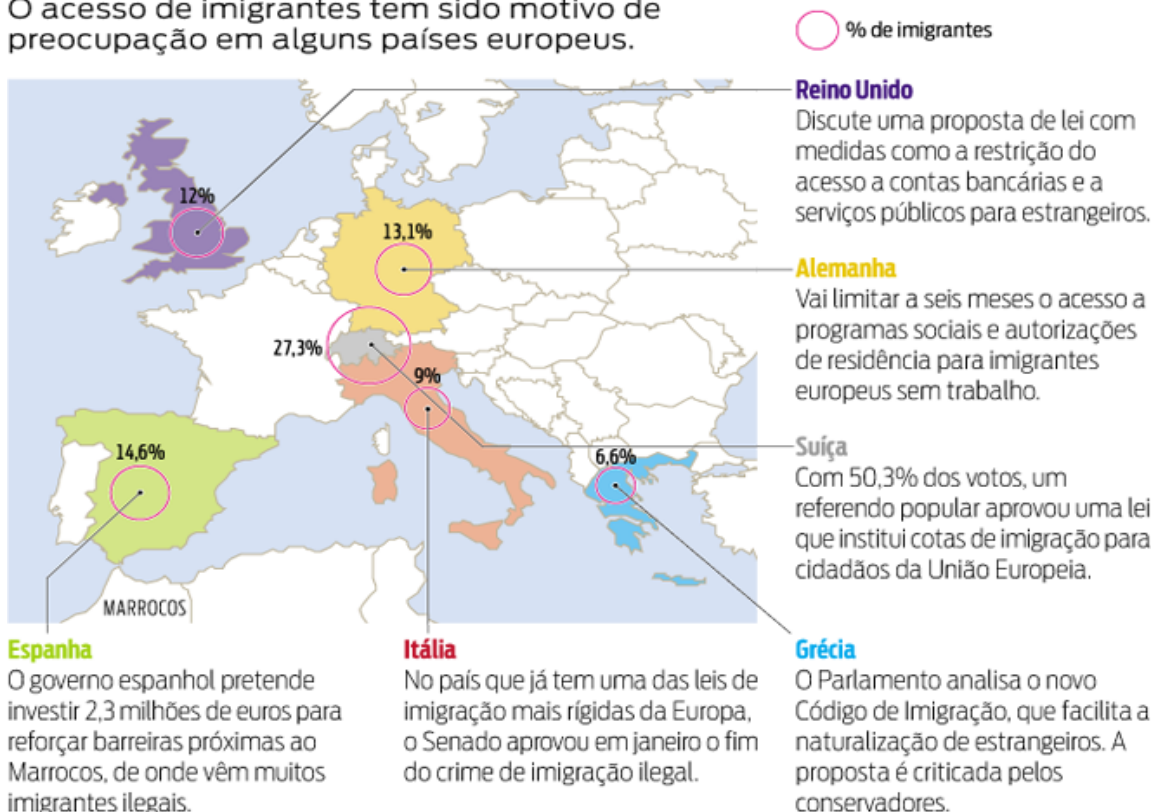 O acesso de imigrantes tem sido motivo de
preocupação em alguns países europeus.
% de imigrantes
Reino Unido
Discute uma proposta de lei com
medidas como a restrição do
acesso a contas bancárias e a
serviços públicos para estrangeiros.
12%
13,1%
Alemanha
Vai limitar a seis meses o acesso a
programas sociais e autorizações
de residência para imigrantes
europeus sem trabalho.
27,3%
9%
14,6%
6,6%
Suíça
Com 50,3% dos votos, um
referendo popular aprovou uma lei
que institui cotas de imigração para
cidadãos da União Europeia.
MARROCOS
Espanha
O governo espanhol pretende
investir 2,3 milhões de euros para
reforçar barreiras próximas ao
Marrocos, de onde vêm muitos
imigrantes ilegais.
Itália
No país que já tem uma das leis de
imigração mais rígidas da Europa,
o Senado aprovou em janeiro o fim
do crime de imigração ilegal.
Grécia
O Parlamento analisa o novo
Código de Imigração, que facilita a
naturalização de estrangeiros. A
proposta é criticada pelos
conservadores.